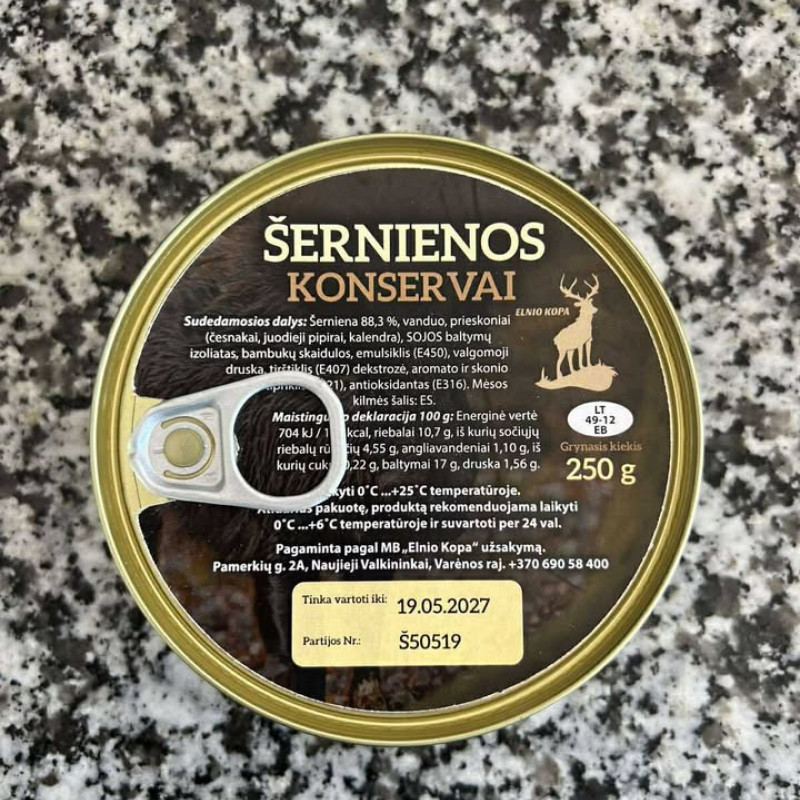 ŠERNIENOS
KONSERVAI
ELNIO KOPA
Sudedamosios dalys: Šerniena 88,3 %, vanduo, prieskoniai
(česnakai, juodieji pipirai, kalendra), SOJOS baltymų
izoliatas, bambukų skaidulos, emulsiklis (E450), valgomoji
druska, tirštiklis (E407) dekstrozė, aromato ir skonio
antioksidantas (E316). Mėsos
kilmės šalis: ES.
deklaracija 100 g: Energinė vertė
704 kJ / kcal, riebalai 10,7 g, iš kurių sočiųjų
riebalų 4,55 g, angliavandeniai 1,10 g, iš
kurių 0,22 g, baltymai 17 g, druska 1,56 g.
LT
49-12
EB
Grynasis kiekis
250 g
0˚C ...+25˚C temperatūroje.
pakuotę, produktą rekomenduojama laikyti
0˚C ...+6˚C temperatūroje ir suvartoti per 24 val.
Pagaminta pagal MB „Elnio Kopa” užsakymą.
Pamerkių g. 2A, Naujieji Valkininkai, Varėnos raj. +370 690 58 400
Tinka vartoti iki: 19.05.2027
Partijos Nr.: Š50519